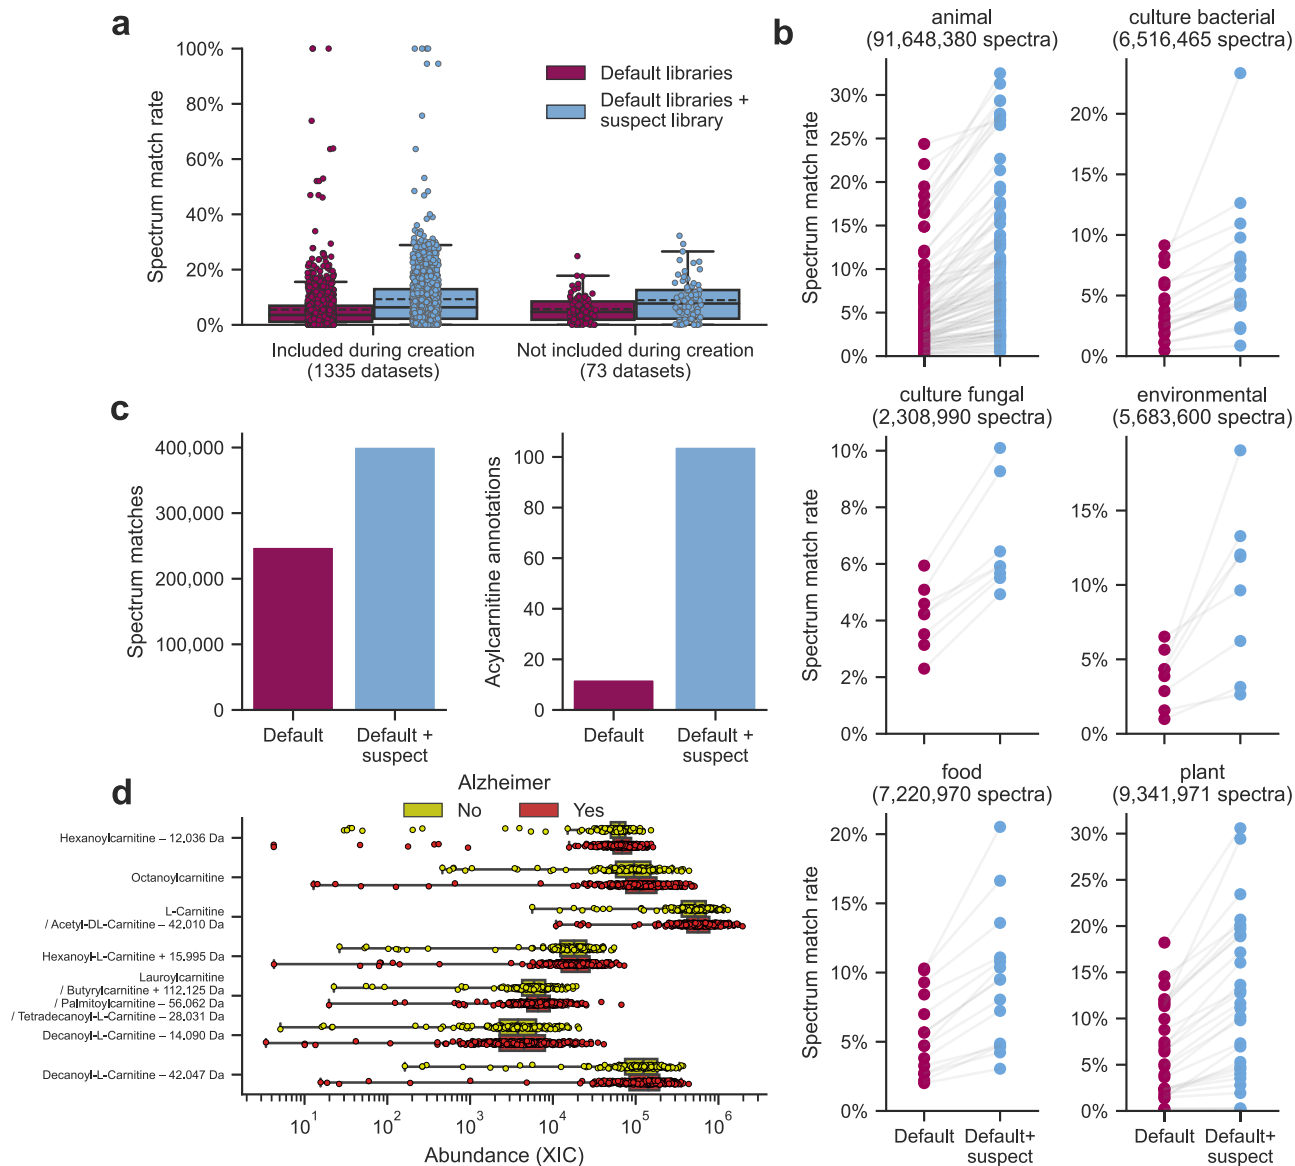 a
100%
80%
60%
40%
20%
0%
Spectrum match rate
Default libraries
Default libraries +
suspect library
Included during creation
(1335 datasets)
Not included during creation
(73 datasets)
b
animal
(91,648,380 spectra)
30%
25%
20%
15%
10%
5%
0%
Spectrum match rate
culture bacterial
(6,516,465 spectra)
20%
15%
10%
5%
0%
culture fungal
(2,308,990 spectra)
10%
8%
6%
4%
2%
0%
Spectrum match rate
environmental
(5,683,600 spectra)
15%
10%
5%
0%
food
(7,220,970 spectra)
20%
15%
10%
5%
0%
Spectrum match rate
Default
Default+
suspect
plant
(9,341,971 spectra)
30%
25%
20%
15%
10%
5%
0%
Default
Default+
suspect
c
400,000
300,000
200,000
100,000
0
Spectrum matches
Default
Default +
suspect
100
80
60
40
20
0
Acylcarnitine annotations
Default
Default +
suspect
d
Alzheimer
No
Yes
Hexanoylcarnitine – 12.036 Da
Octanoylcarnitine
L-Carnitine
/ Acetyl-DL-Carnitine – 42.010 Da
Hexanoyl-L-Carnitine + 15.995 Da
Lauroylcarnitine
/ Butyrylcarnitine + 112.125 Da
/ Palmitoylcarnitine – 56.062 Da
/ Tetradecanoyl-L-Carnitine – 28.031 Da
Decanoyl-L-Carnitine – 14.090 Da
Decanoyl-L-Carnitine – 42.047 Da
10¹
10²
10³
10⁴
10⁵
10⁶
Abundance (XIC)